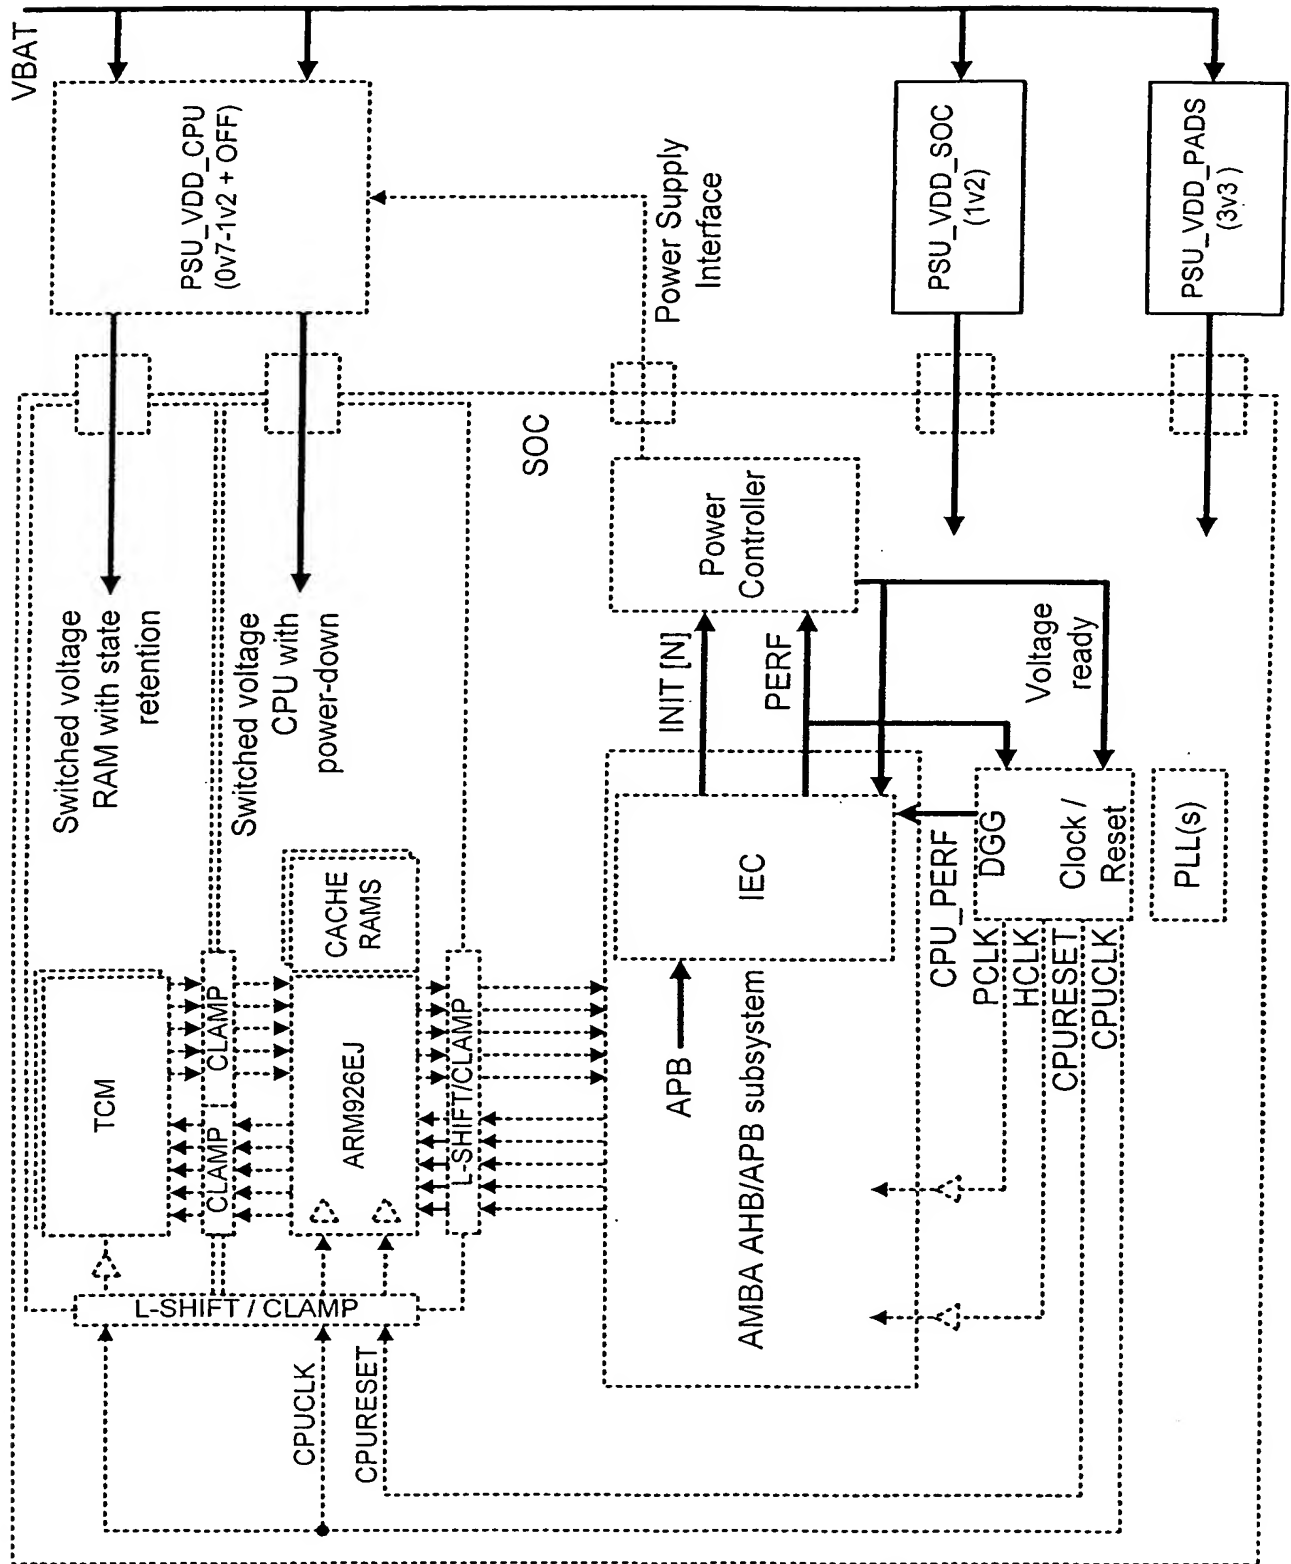 VBAT
PSU_VDD_CPU
(0v7-1v2 + OFF)
PSU_VDD_SOC
(1v2)
PSU_VDD_PADS
(3v3)
Power Supply
Interface
Switched voltage
RAM with state
retention
Switched voltage
CPU with
power-down
SOC
Power
Controller
INIT [N]
PERF
Voltage
ready
TCM
CLAMP
CLAMP
CACHE
RAMS
ARM926EJ
L-SHIFT/CLAMP
L-SHIFT / CLAMP
CPUCLK
CPURESET
IEC
APB
AMBA AHB/APB subsystem
CPU_PERF
DGG
Clock /
Reset
PLL(s)
PCLK
HCLK
CPURESET
CPUCLK